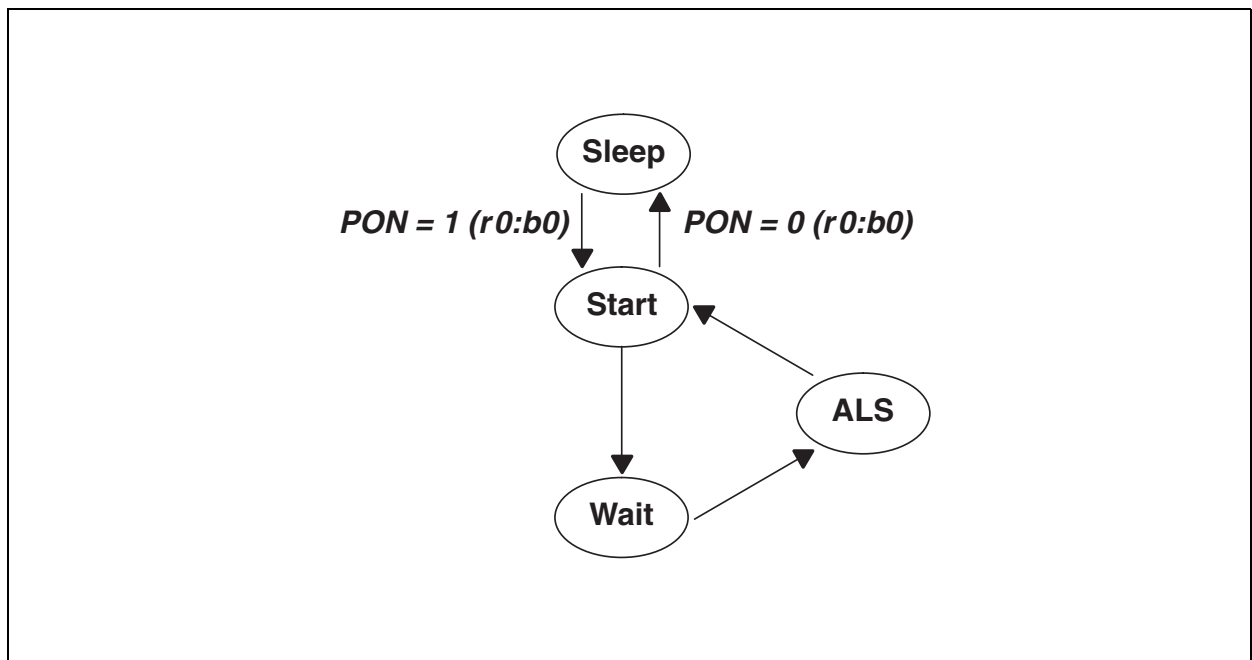 Sleep
PON = 1 (r0:b0)
PON = 0 (r0:b0)
Start
ALS
Wait